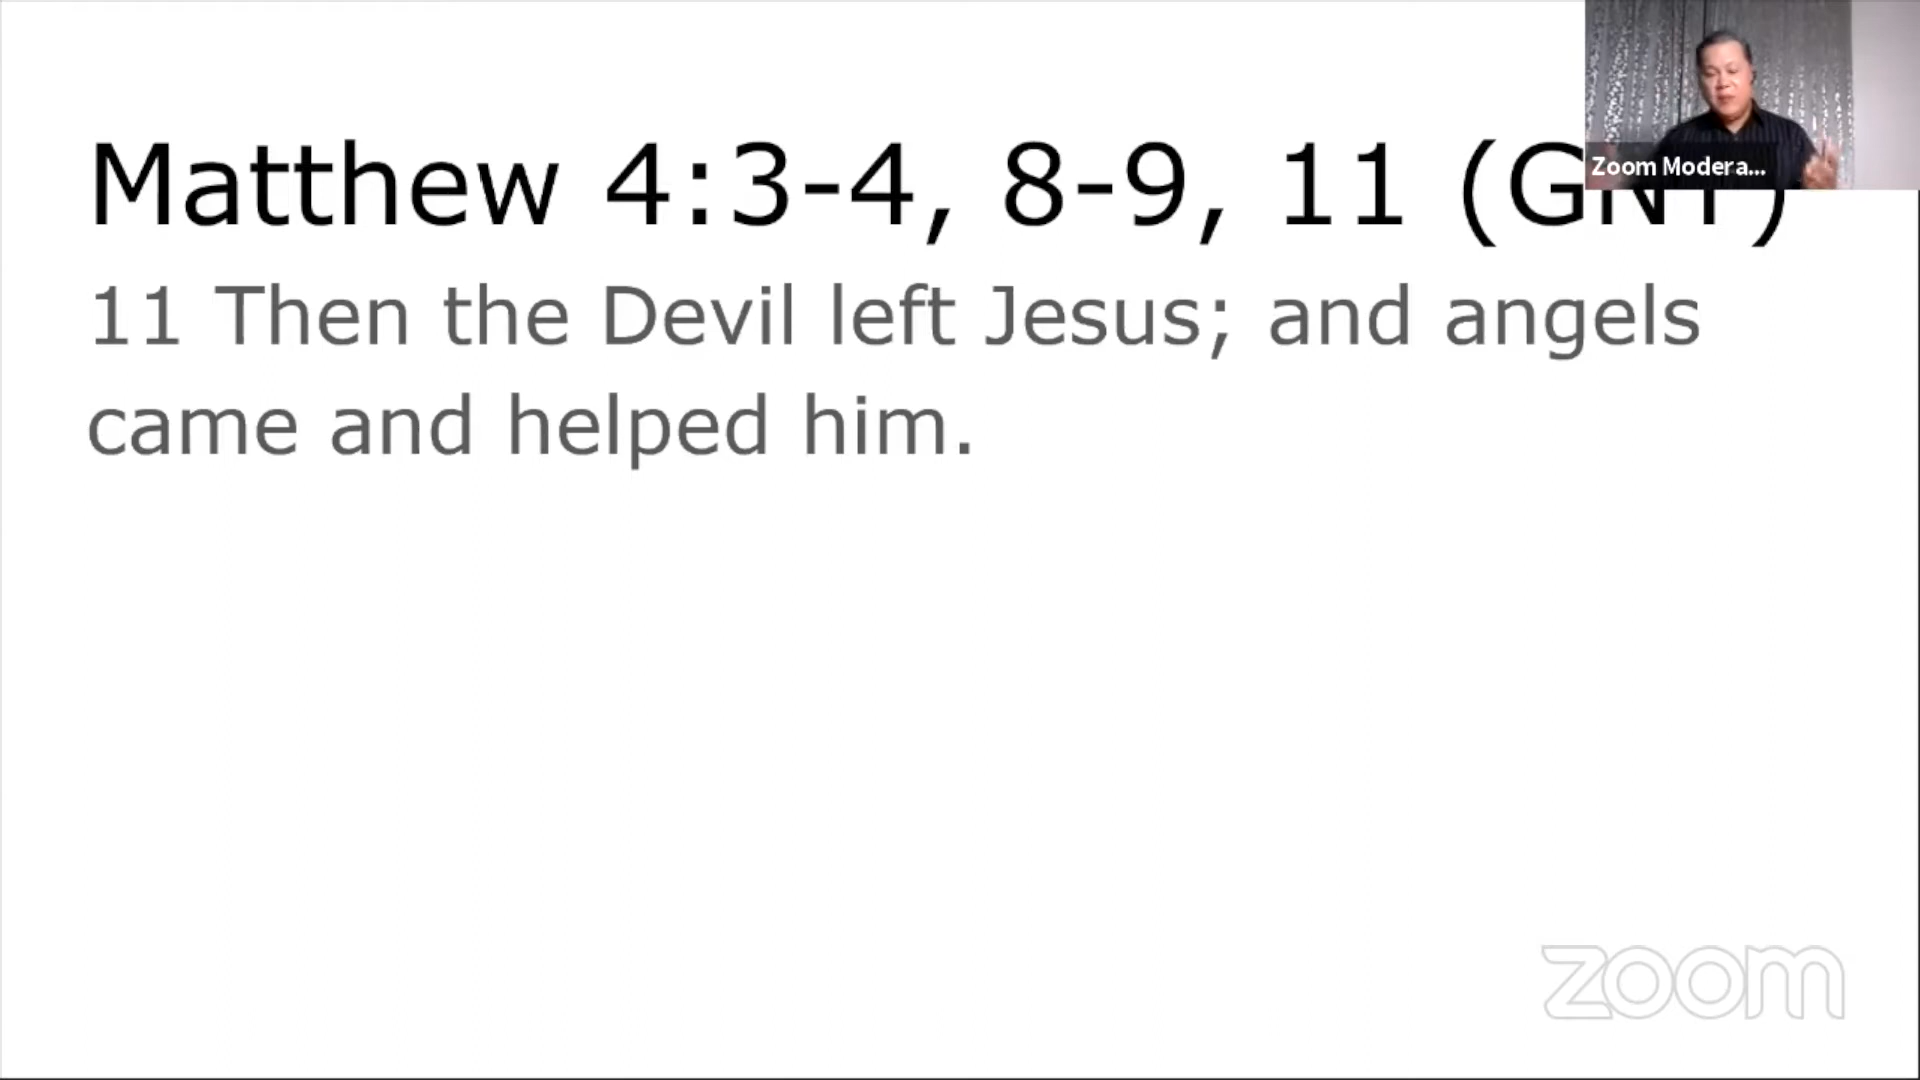 Matthew 4:3-4, 8-9, 11 (GNT)
Zoom Modera...
11 Then the Devil left Jesus; and angels
came and helped him.
zoom